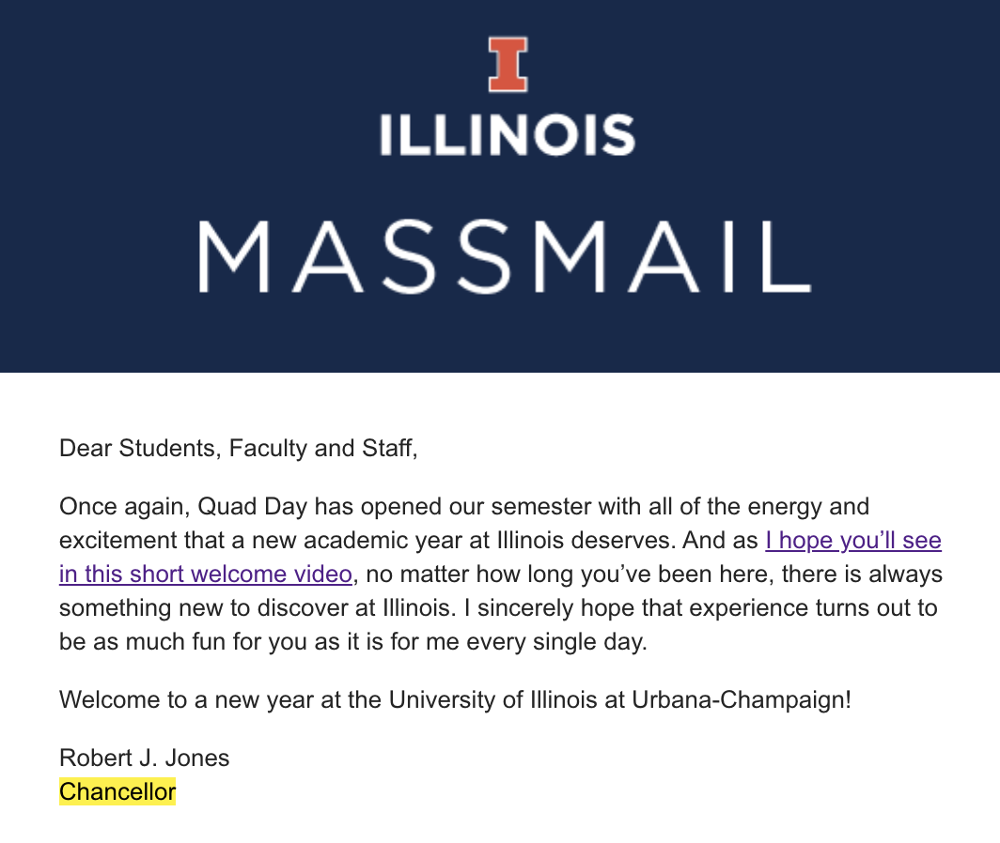 I
ILLINOIS
MASSMAIL
Dear Students, Faculty and Staff,
Once again, Quad Day has opened our semester with all of the energy and
excitement that a new academic year at Illinois deserves. And as I hope you’ll see
in this short welcome video, no matter how long you’ve been here, there is always
something new to discover at Illinois. I sincerely hope that experience turns out to
be as much fun for you as it is for me every single day.
Welcome to a new year at the University of Illinois at Urbana-Champaign!
Robert J. Jones
Chancellor